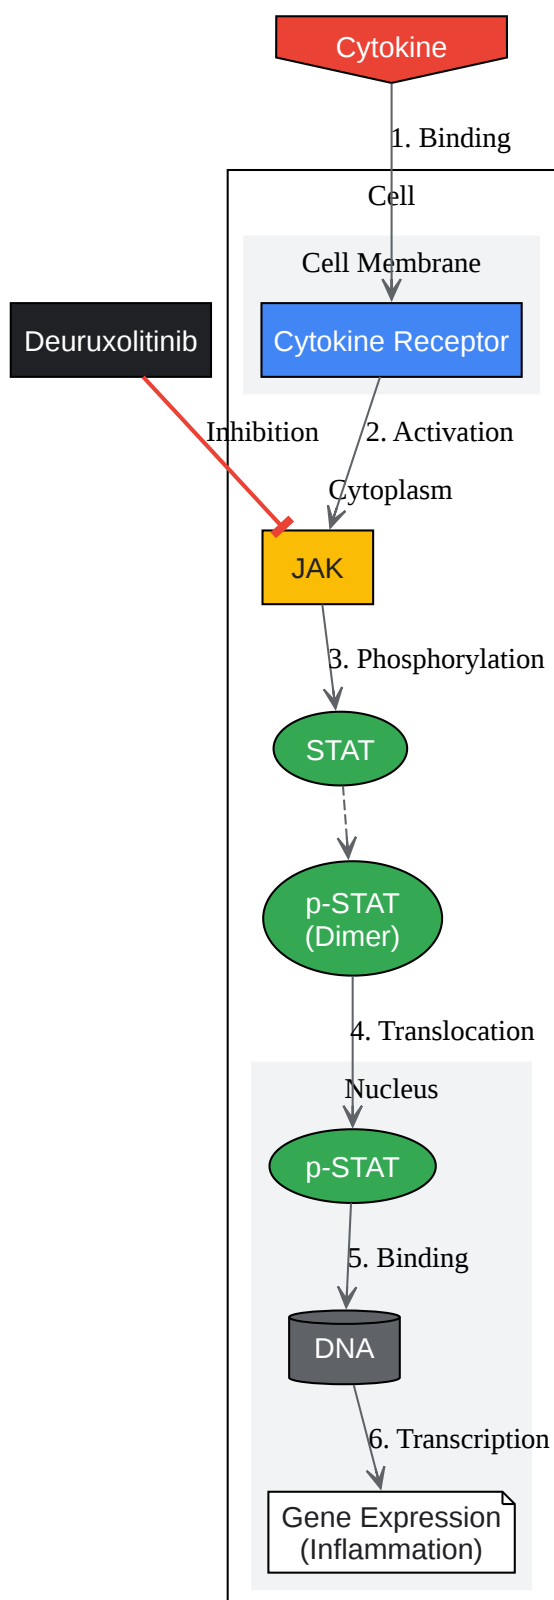 Cytokine
1. Binding
Cell
Cell Membrane
Deuruxolitinib
Cytokine Receptor
Inhibition
2. Activation
Cytoplasm
JAK
3. Phosphorylation
STAT
p-STAT
(Dimer)
4. Translocation
Nucleus
p-STAT
5. Binding
DNA
6. Transcription
Gene Expression
(Inflammation)